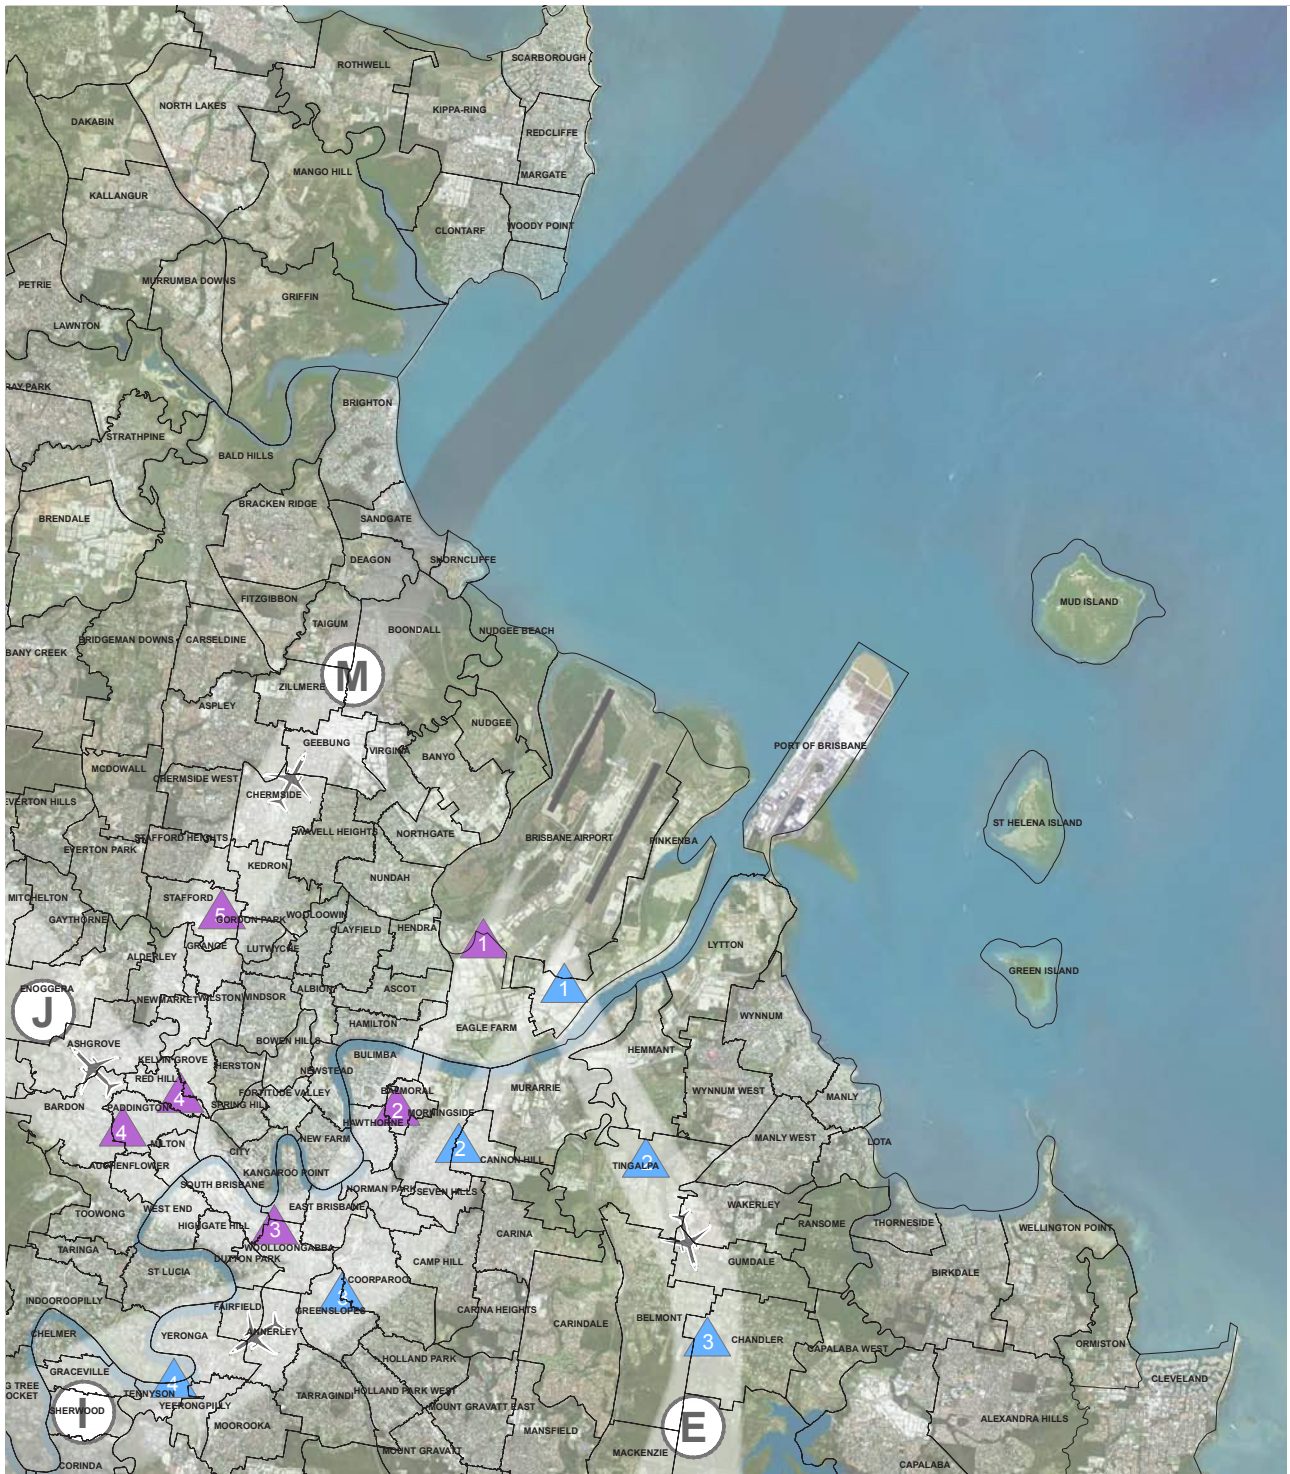 SCARBOROUGH
ROTHWELL
NORTH LAKES
KIPPA-RING
DAKABIN
REDCLIFFE
MANGO HILL
MARGATE
KALLANGUR
WOODY POINT
CLONTARF
MURRUMBA DOWNS
PETRIE
GRIFFIN
LAWNTON
RAY PARK
BRIGHTON
STRATHPINE
BALD HILLS
BRACKEN RIDGE
BRENDALE
SANDGATE
DEAGON
SHORNCLIFFE
FITZGIBBON
MUD ISLAND
TAIGUM
BOONDALL
NUDGEE BEACH
BRIDGEMAN DOWNS
CARSELDINE
BANY CREEK
M
ZILLMERE
ASPLEY
NUDGEE
GEEBUNG
VIRGINIA
BANYO
PORT OF BRISBANE
MCDOWALL
CHERMSIDE WEST
CHERMSIDE
EVERTON HILLS
ST HELENA ISLAND
STAFFORD HEIGHTS
WAVELL HEIGHTS
NORTHGATE
BRISBANE AIRPORT
PINKENBA
EVERTON PARK
KEDRON
NUNDAH
MITCHELTON
STAFFORD
5
GAYTHORNE
GORDON PARK
WOOLOOWIN
CLAYFIELD
HENDRA
1
GRANGE
LUTWYCHE
LYTTON
ALDERLEY
GREEN ISLAND
ENOGGERA
J
NEWMARKET
WILSTON
WINDSOR
ALBION
ASCOT
1
WYNNUM
HAMILTON
EAGLE FARM
ASHGROVE
BOWEN HILLS
HEMMANT
KELVIN GROVE
BULIMBA
HERSTON
NEWSTEAD
RED HILL
MURARRIE
WYNNUM WEST
FORTITUDE VALLEY
BALMORAL
MANLY
4
BARDON
PADDINGTON
SPRING HILL
2
MORNINGSIDE
HAWTHORNE
4
MILTON
NEW FARM
MANLY WEST
LOTA
CITY
2
CANNON HILL
AUCHENFLOWER
TINGALPA
2
KANGAROO POINT
SOUTH BRISBANE
NORMAN PARK
SEVEN HILLS
TOOWONG
WEST END
EAST BRISBANE
WAKERLEY
HIGHGATE HILL
3
RANSOME
THORNESIDE
WELLINGTON POINT
CARINA
TARINGA
WOOLLOONGABBA
DUTTON PARK
CAMP HILL
GUMDALE
ST LUCIA
BIRKDALE
COORPAROO
INDOOROOPILLY
FAIRFIELD
GREENSLOPES
3
CARINA HEIGHTS
BELMONT
CARINDALE
CHELMER
YERONGA
ANNERLEY
3
CHANDLER
CAPALABA WEST
ORMISTON
GRACEVILLE
HOLLAND PARK
G TREE
OCKET
TENNYSON
4
CLEVELAND
TARRAGINDI
HOLLAND PARK WEST
SHERWOOD
I
YEERONGPILLY
MOUNT GRAVATT EAST
MOOROOKA
ALEXANDRA HILLS
MANSFIELD
E
MOUNT GRAVATT
MACKENZIE
CORINDA
CAPALABA